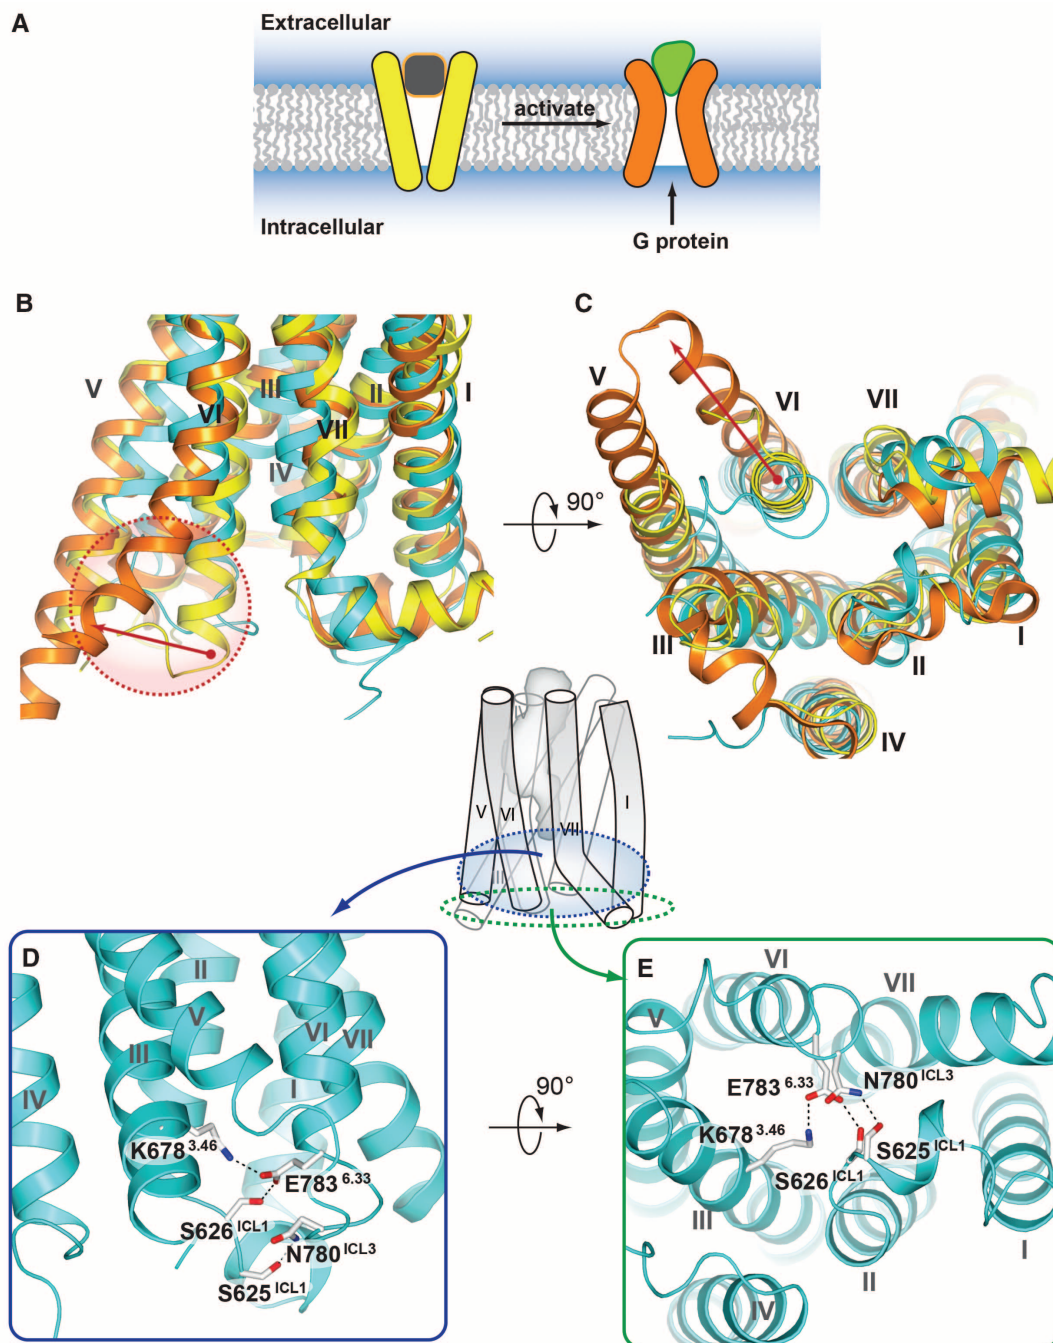 A
Extracellular
activate
Intracellular
G protein
B
V
VI
III
II
I
VII
IV
90°
C
V
VI
VII
III
II
I
IV
V
VI
VII
I
III
D
II
V
VI
VII
III
I
IV
K678 3.46
E783 6.33
S626 ICL1
N780 ICL3
S625 ICL1
90°
E
VI
VII
V
E783 6.33
N780 ICL3
K678 3.46
S625 ICL1
S626 ICL1
III
II
I
IV